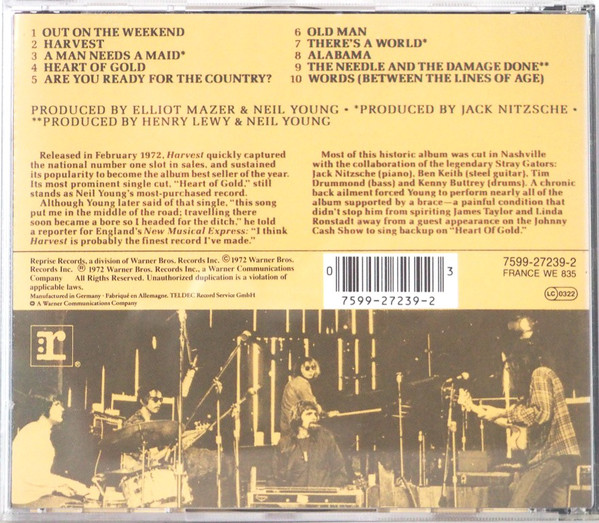 1 OUT ON THE WEEKEND
2 HARVEST
3 A MAN NEEDS A MAID*
4 HEART OF GOLD
5 ARE YOU READY FOR THE COUNTRY?
6 OLD MAN
7 THERE'S A WORLD*
8 ALABAMA
9 THE NEEDLE AND THE DAMAGE DONE**
10 WORDS (BETWEEN THE LINES OF AGE)
PRODUCED BY ELLIOT MAZER & NEIL YOUNG • *PRODUCED BY JACK NITZSCHE •
**PRODUCED BY HENRY LEWY & NEIL YOUNG
Released in February 1972, Harvest quickly captured
the national number one slot in sales, and sustained
its popularity to become the album best seller of the year.
Its most prominent single cut, "Heart of Gold," still
stands as Neil Young's most-purchased record.
Although Young later said of that single, "this song
put me in the middle of the road; travelling there
soon became a bore so I headed for the ditch," he told
a reporter for England's New Musical Express: "I think
Harvest is probably the finest record I've made."
Most of this historic album was cut in Nashville
with the collaboration of the legendary Stray Gators:
Jack Nitzsche (piano), Ben Keith (steel guitar), Tim
Drummond (bass) and Kenny Buttrey (drums). A chronic
back ailment forced Young to perform nearly all of the
album supported by a brace—a painful condition that
didn't stop him from spiriting James Taylor and Linda
Ronstadt away from a guest appearance on the Johnny
Cash Show to sing backup on "Heart Of Gold."
Reprise Records, a division of Warner Bros. Records Inc. Ⓒ 1972 Warner Bros.
Records Inc. Ⓟ 1972 Warner Bros. Records Inc., a Warner Communications
Company All Rigths Reserved. Unauthorized duplication is a violation of
applicable laws.
Manufactured in Germany · Fabriqué en Allemagne. TELDEC Record Service GmbH
A Warner Communications Company
0 3
7599-27239-2
7599-27239-2
FRANCE WE 835
LC 0322
r
®